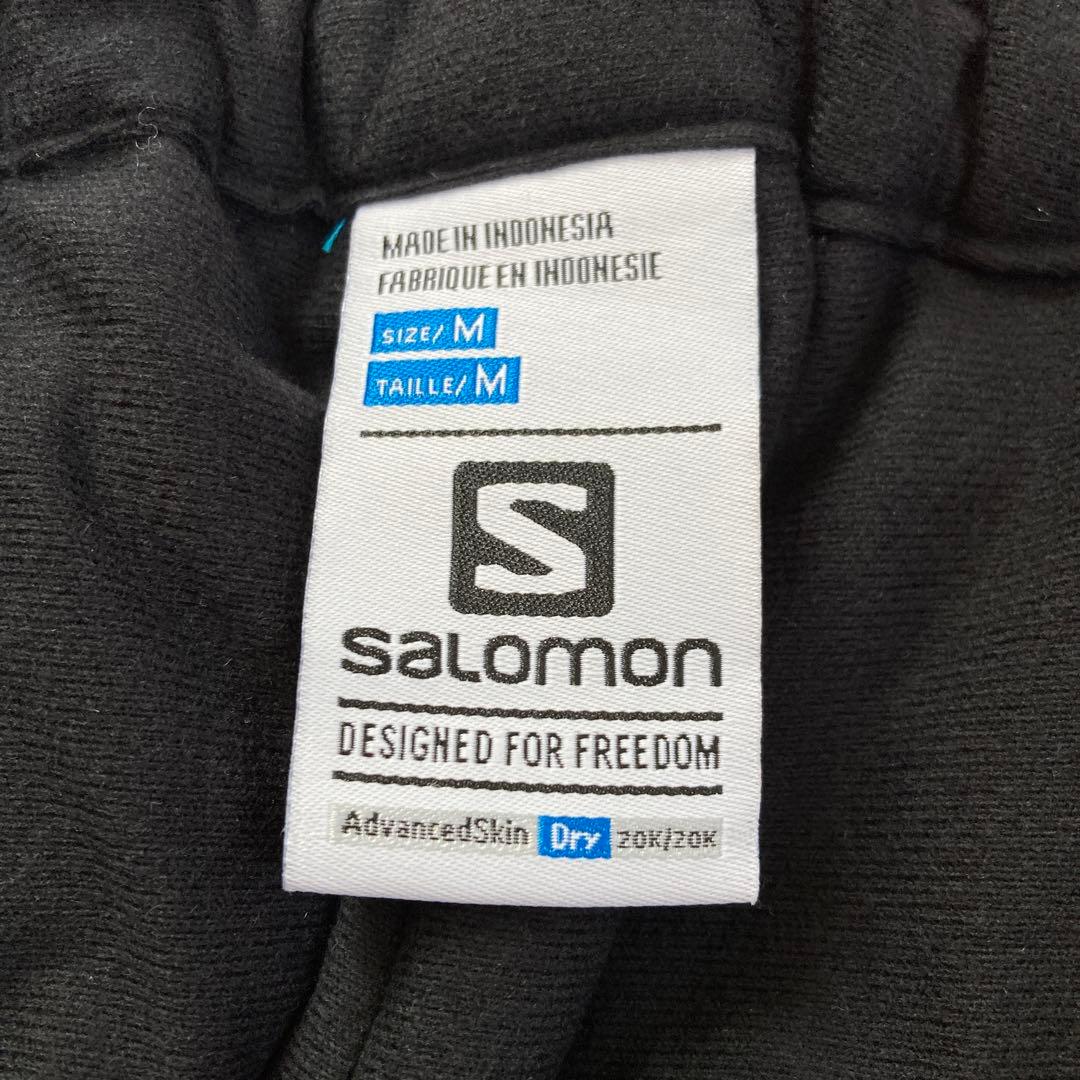 MADE IN INDONESIA
FABRIQUE EN INDONESIE
SIZE/ M
TAILLE/ M
S
salomon
DESIGNED FOR FREEDOM
AdvancedSkin Dry 20K/20K